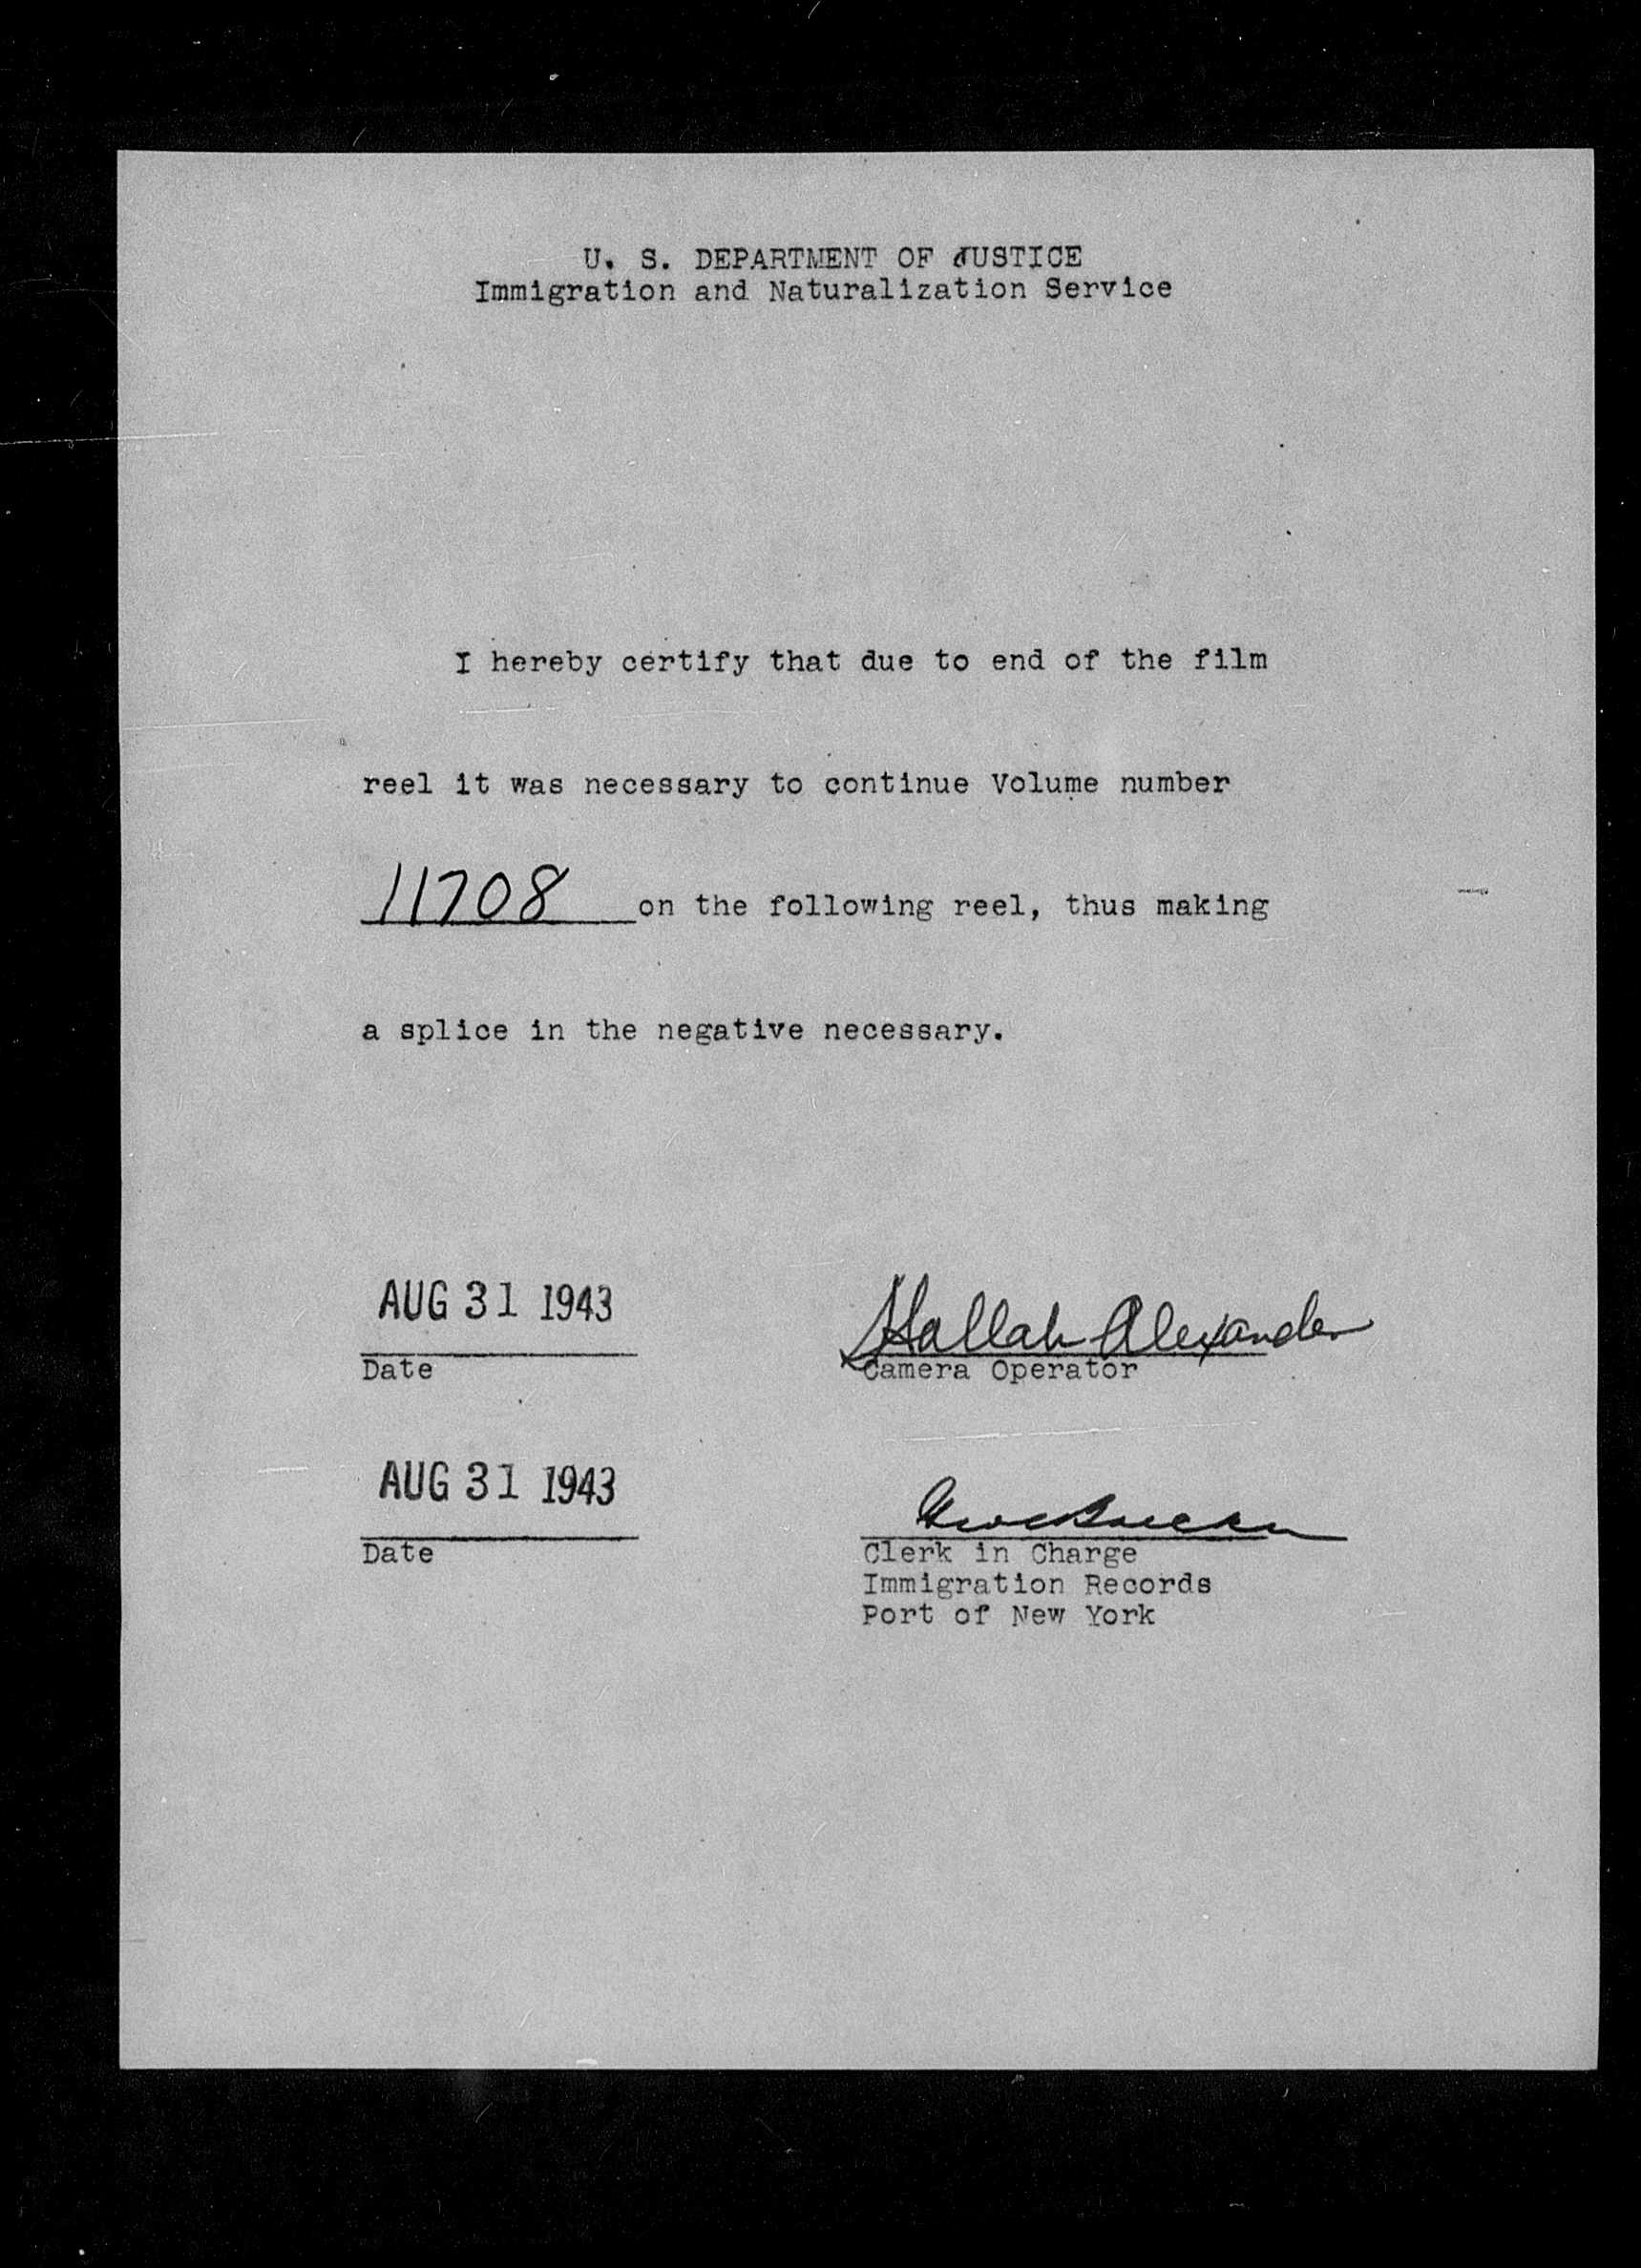 U. S. DEPARTMENT OF JUSTICE
Immigration and Naturalization Service
I hereby certify that due to end of the film
reel it was necessary to continue Volume number
11708 on the following reel, thus making
a splice in the negative necessary.
AUG 31 1943
Hallah Alexander
Date
Camera Operator
AUG 31 1943
Date
Clerk in Charge
Immigration Records
Port of New York